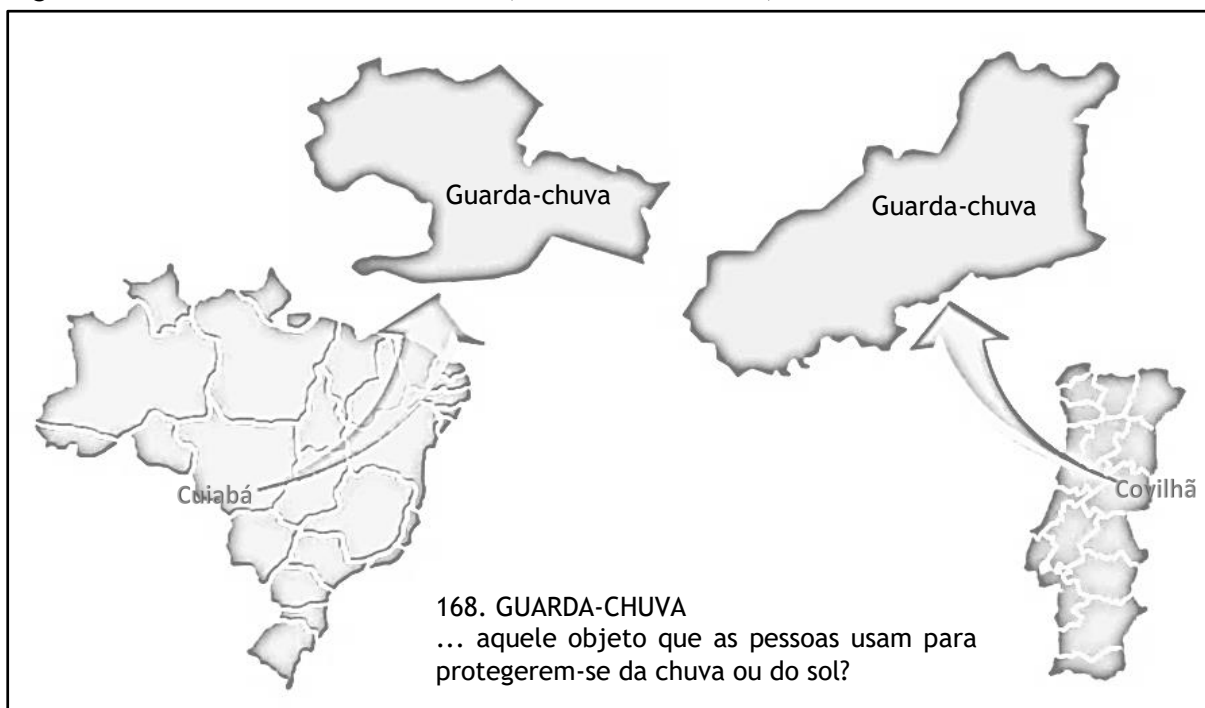 Guarda-chuva
Guarda-chuva
Cuiabá
Covilhã
168. GUARDA-CHUVA
... aquele objeto que as pessoas usam para
protegerem-se da chuva ou do sol?